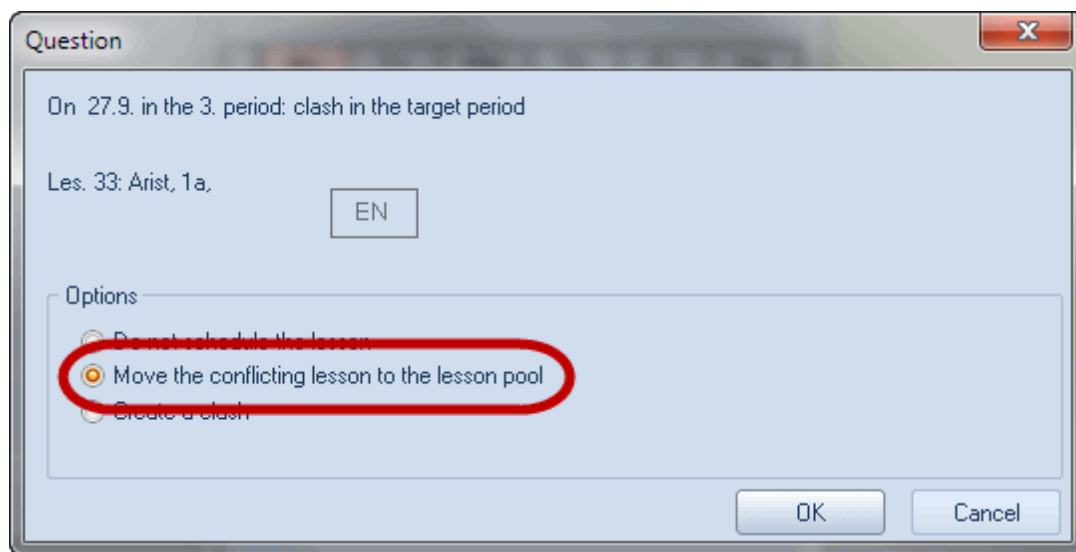 Question
On 27.9. in the 3. period: clash in the target period
Les. 33: Arist, 1a,
EN
Options
Do not schedule the lesson
Move the conflicting lesson to the lesson pool
Create a clash
OK
Cancel